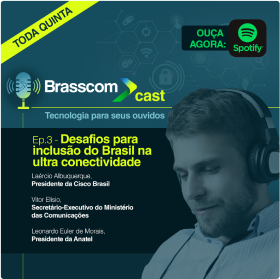 TODA QUINTA
OUÇA
AGORA:
Spotify
Brasscom cast
Tecnologia para seus ouvidos
Ep.3 - Desafios para
inclusão do Brasil na
ultra conectividade
Laércio Albuquerque,
Presidente da Cisco Brasil
Vitor Elisio,
Secretário-Executivo do Ministério
das Comunicações
Leonardo Euler de Morais,
Presidente da Anatel